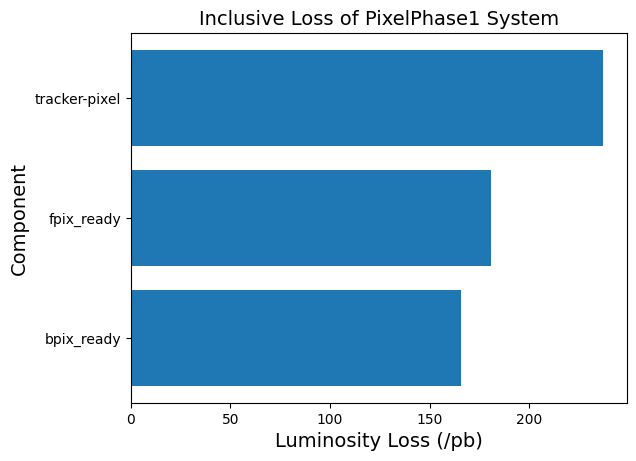 Inclusive Loss of PixelPhase1 System
Component
tracker-pixel
fpix_ready
bpix_ready
0 50 100 150 200
Luminosity Loss (/pb)